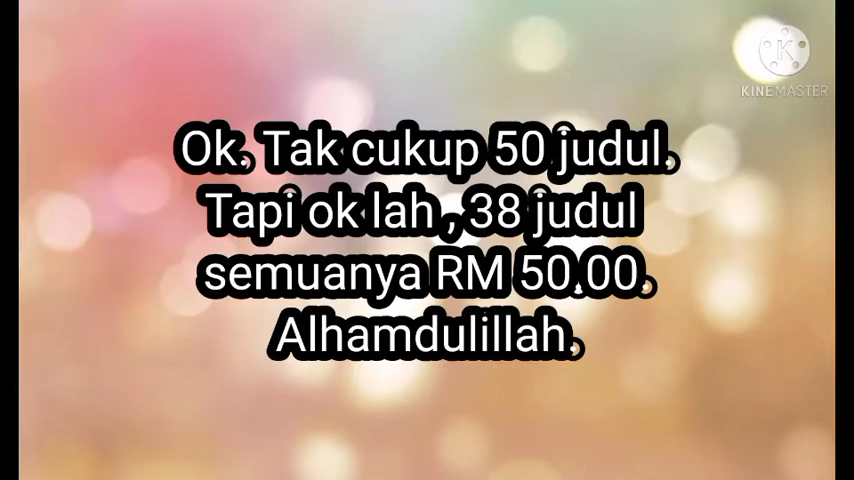 KINEMASTER
Ok. Tak cukup 50 judul.
Tapi ok lah , 38 judul
semuanya RM 50.00.
Alhamdulillah.